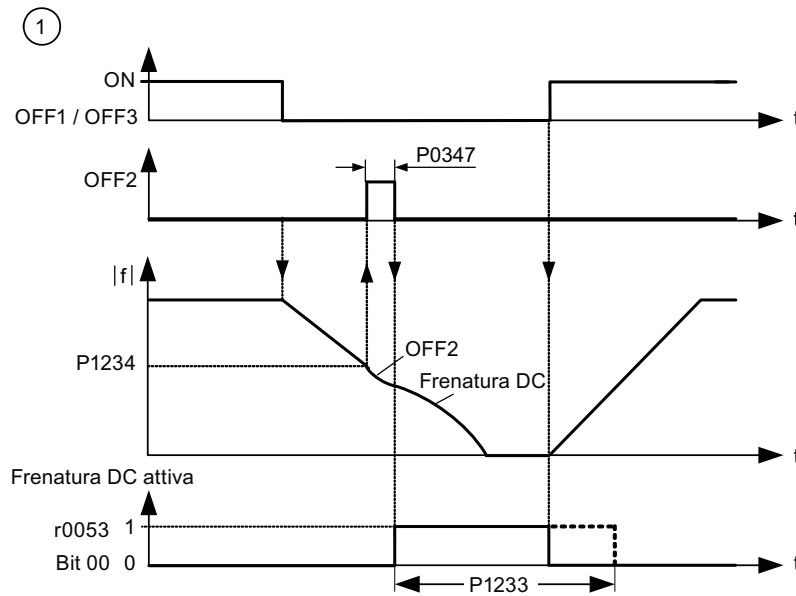 1
ON
OFF1 / OFF3
t
P0347
OFF2
t
|f|
P1234
OFF2
Frenatura DC
t
Frenatura DC attiva
r0053 1
Bit 00 0
t
P1233